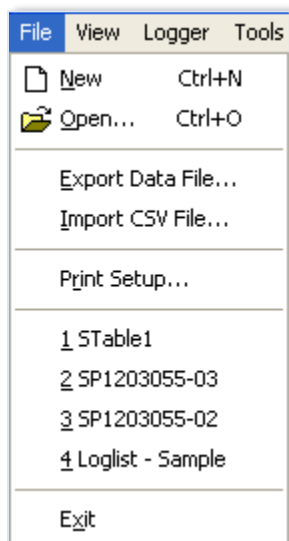 File View Logger Tools
New Ctrl+N
Open... Ctrl+O
Export Data File...
Import CSV File...
Print Setup...
1 STable1
2 SP1203055-03
3 SP1203055-02
4 Loglist - Sample
Exit